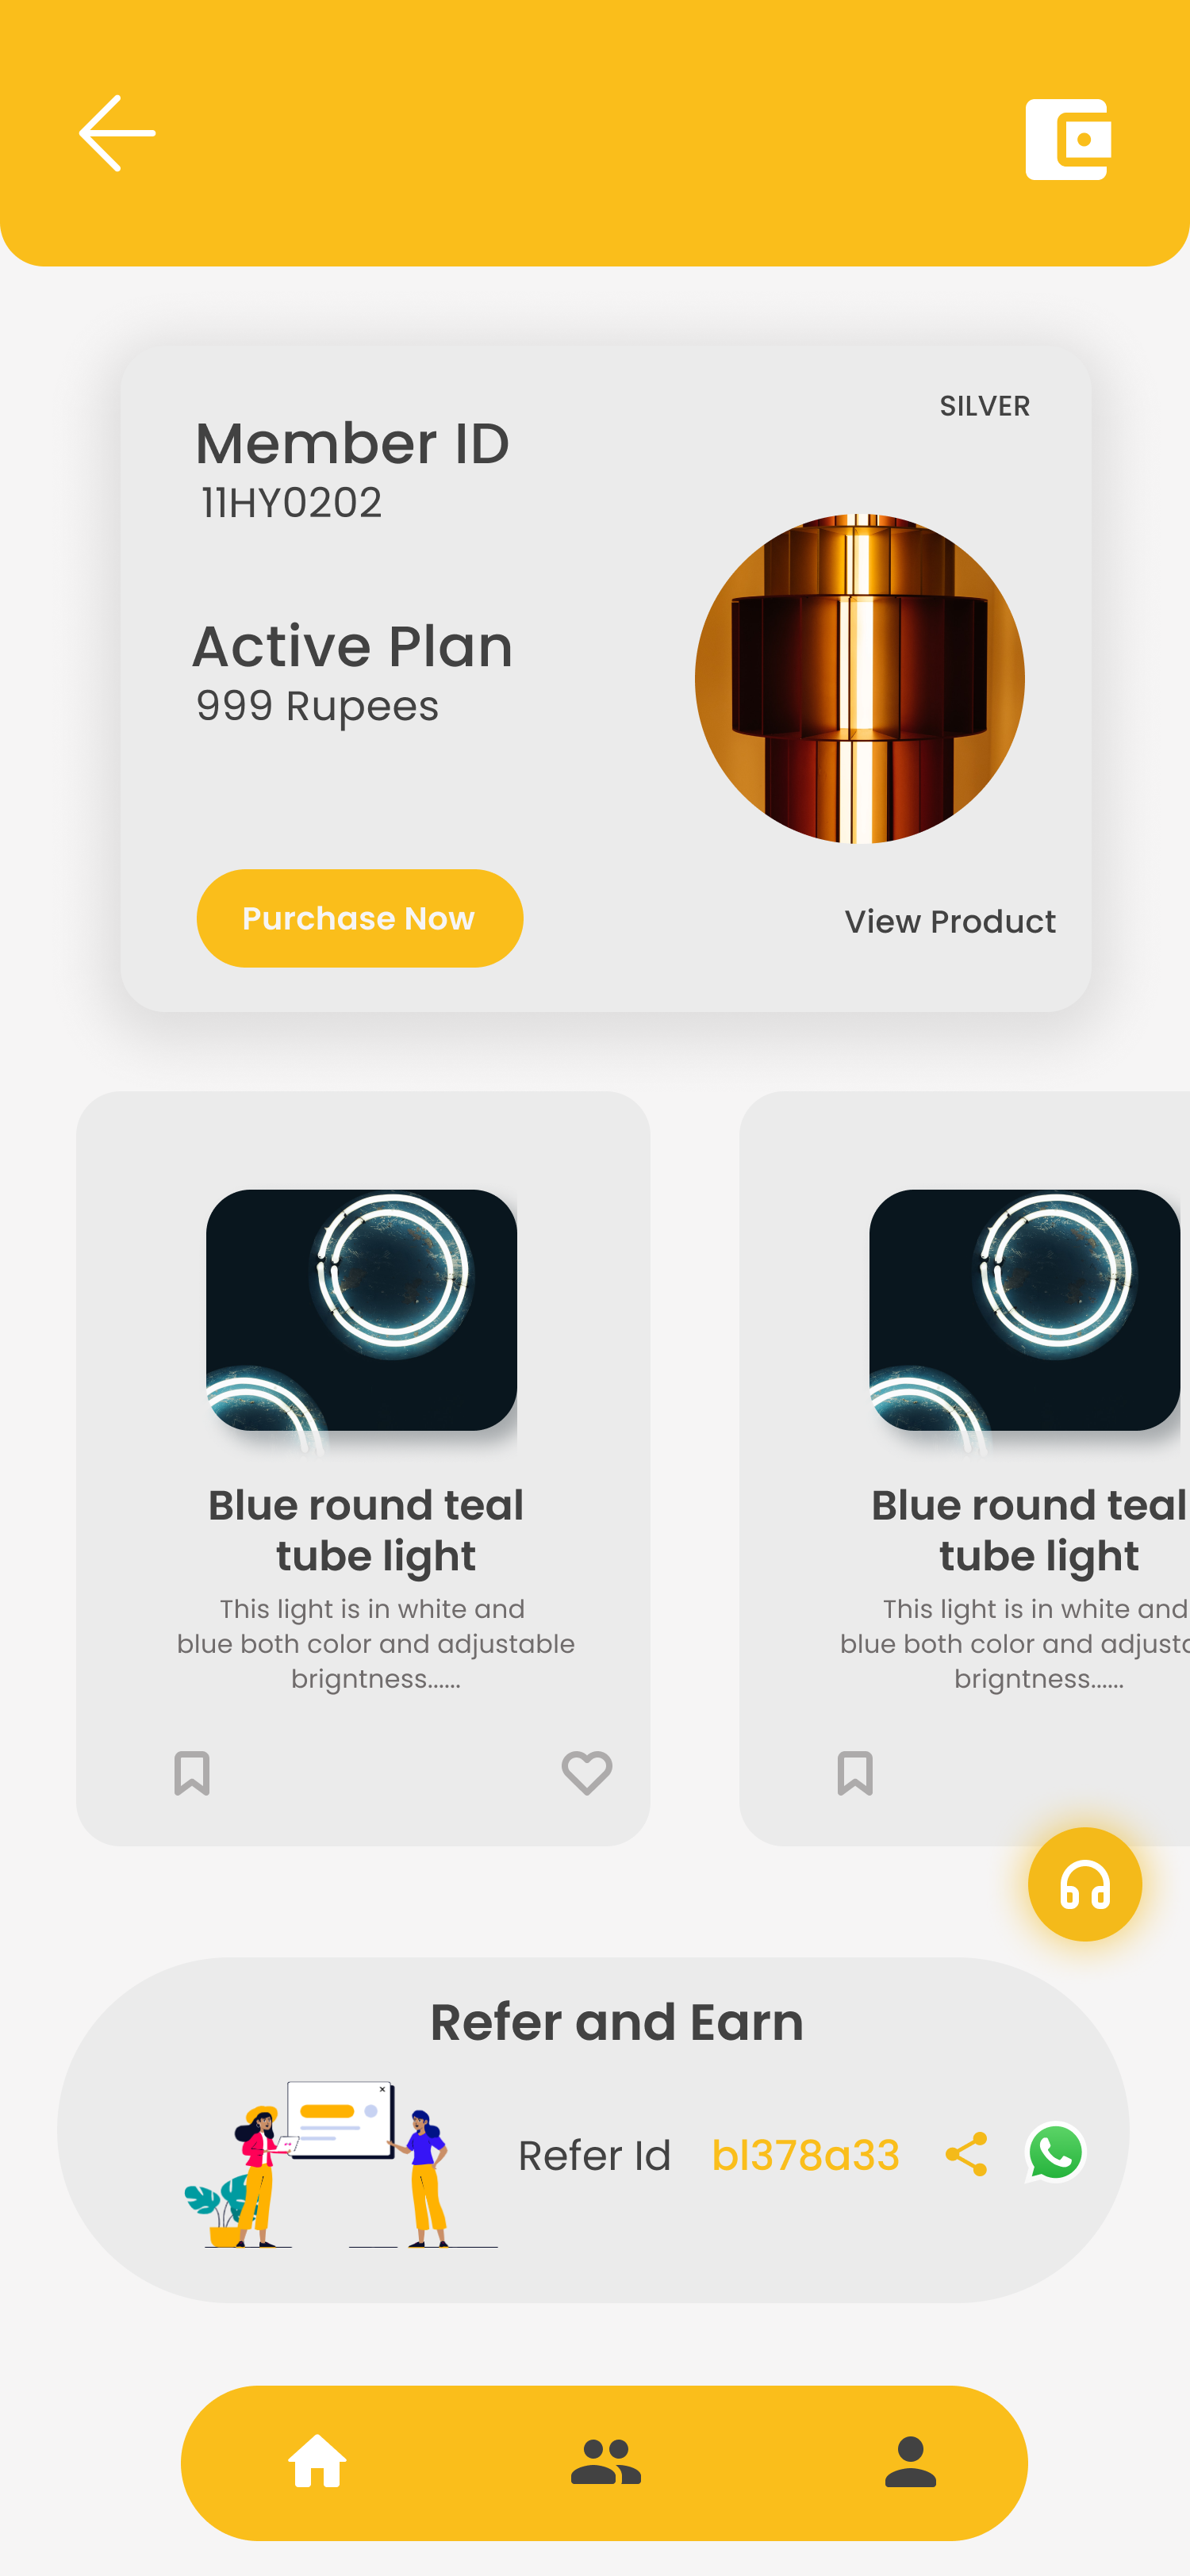 SILVER
Member ID
11HY0202
Active Plan
999 Rupees
Purchase Now
View Product
Blue round teal
tube light
This light is in white and
blue both color and adjustable
brigntness......
Blue round teal
tube light
This light is in white and
blue both color and adjusta
brigntness......
Refer and Earn
Refer Id bl378a33